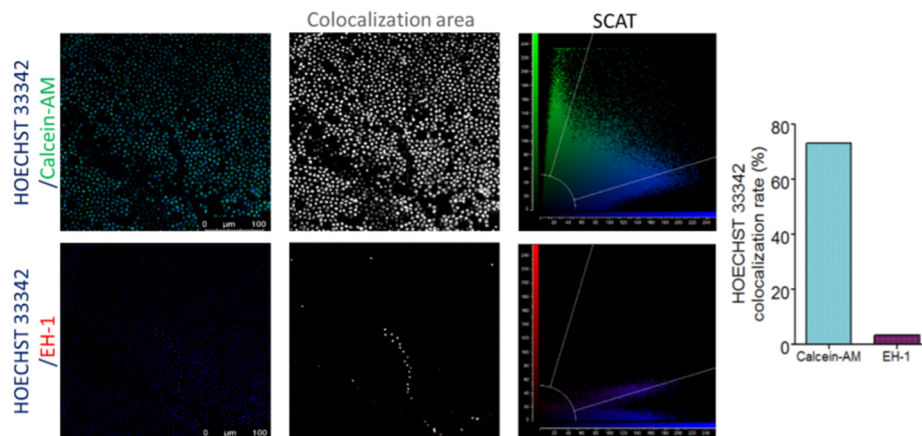 Colocalization area
SCAT
HOECHST 33342
/Calcein-AM
0 µm 100
HOECHST 33342
/EH-1
0 µm 100
HOECHST 33342
colocalization rate (%)
80
60
40
20
0
Calcein-AM
EH-1